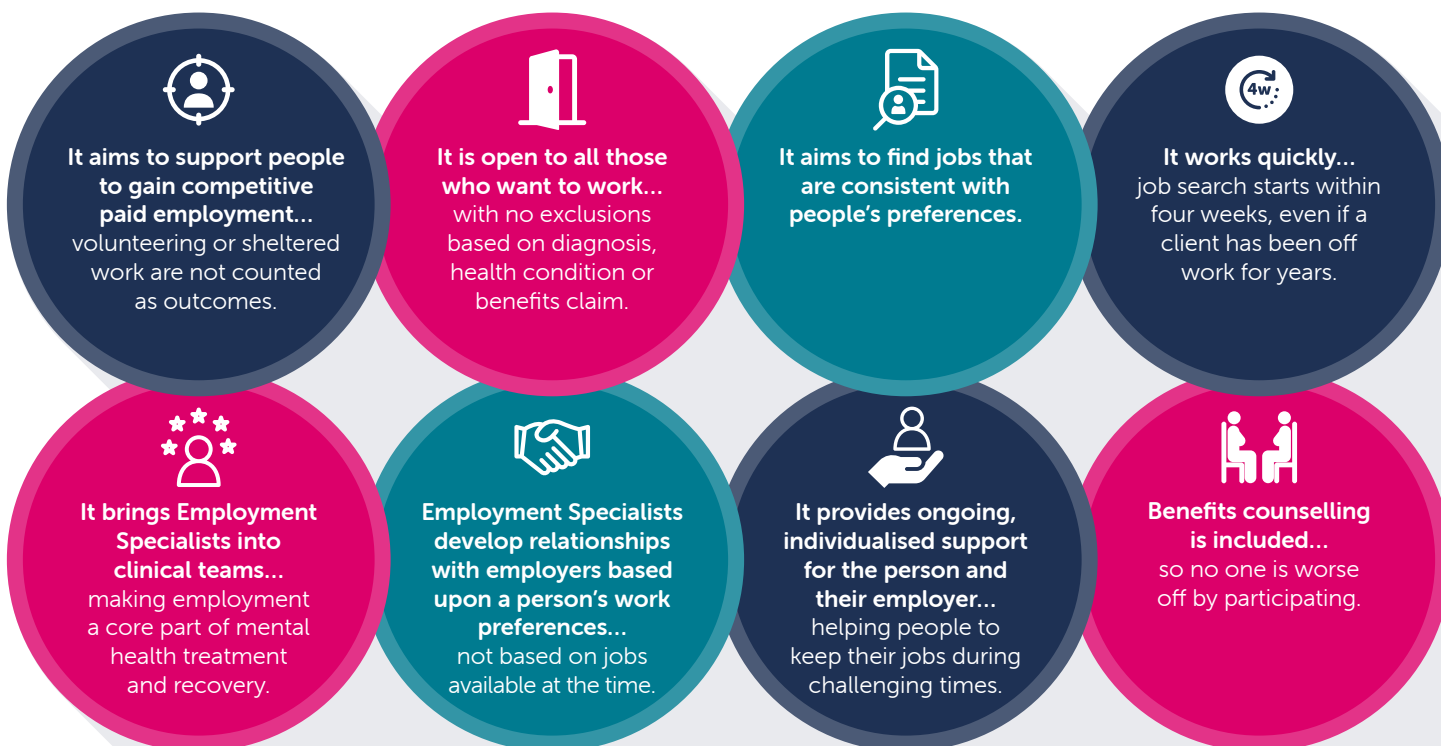 It aims to support people
to gain competitive
paid employment...
volunteering or sheltered
work are not counted
as outcomes.
It is open to all those
who want to work...
with no exclusions
based on diagnosis,
health condition or
benefits claim.
It aims to find jobs that
are consistent with
people’s preferences.
4w
It works quickly...
job search starts within
four weeks, even if a
client has been off
work for years.
It brings Employment
Specialists into
clinical teams...
making employment
a core part of mental
health treatment
and recovery.
Employment Specialists
develop relationships
with employers based
upon a person’s work
preferences...
not based on jobs
available at the time.
It provides ongoing,
individualised support
for the person and
their employer...
helping people to
keep their jobs during
challenging times.
Benefits counselling
is included...
so no one is worse
off by participating.